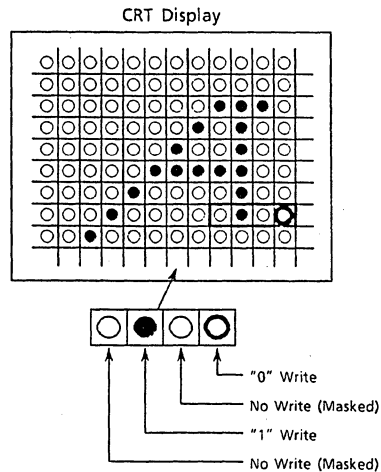 CRT Display
"0" Write
No Write (Masked)
"1" Write
No Write (Masked)